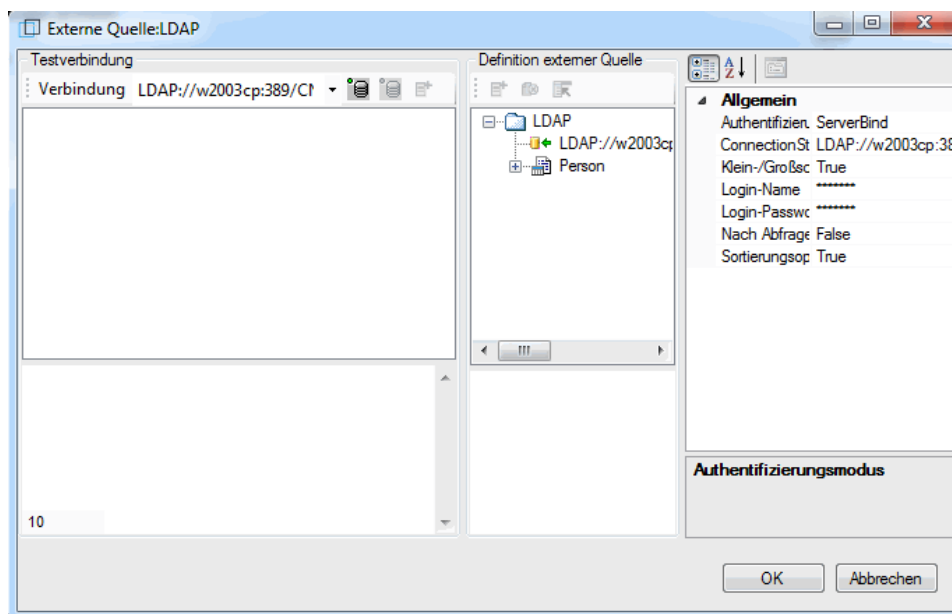 Externe Quelle:LDAP
Testverbindung
Verbindung LDAP://w2003cp:389/CN
Definition externer Quelle
LDAP
LDAP://w2003cp
Person
Allgemein
Authentifizierı ServerBind
ConnectionSt LDAP://w2003cp:38
Klein-/Großsc True
Login-Name *******
Login-Passwc *******
Nach Abfrage False
Sortierungsop True
Authentifizierungsmodus
10
OK
Abbrechen